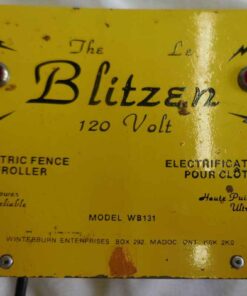 The Le
Blitzen
120 Volt
TRIC FENCE ELECTRIFICAT
ROLLER POUR CLÔT
Haute Pui
eliable Ultr
MODEL WB131
WINTERBURN ENTERPRISES BOX 292, MADOC, ONT. K0K 2K0